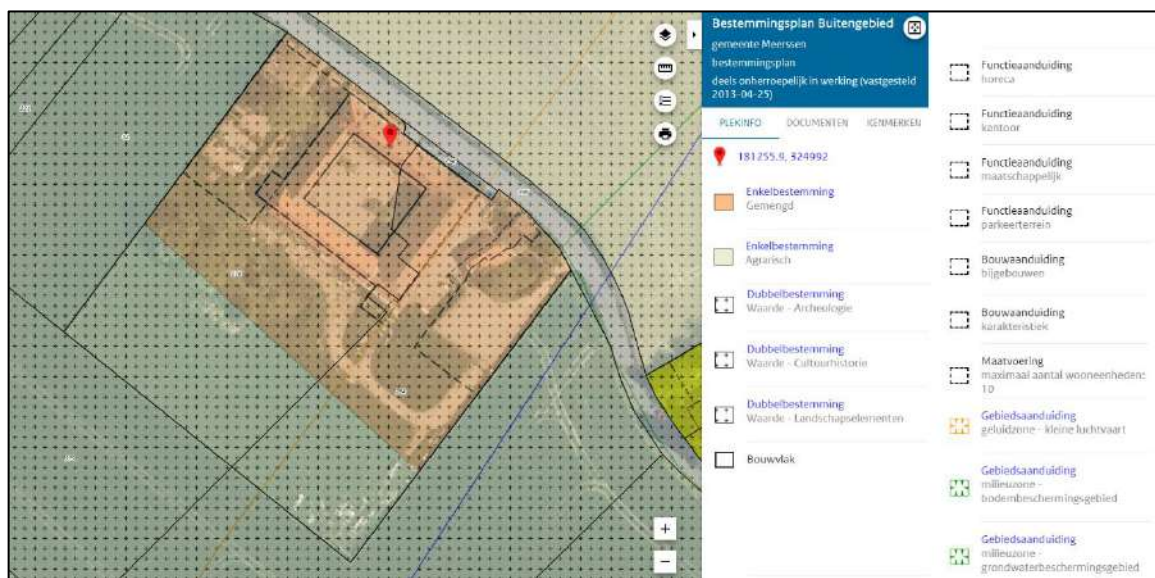 Bestemmingsplan Buitengebied
gemeente Meerssen
bestemmingsplan
deels onherroepelijk in werking (vastgesteld
2013-04-25)
PLEKINFO DOCUMENTEN KENMERKEN
181255.9, 324992
Enkelbestemming
Gemengd
Enkelbestemming
Agrarisch
Dubbelbestemming
Waarde - Archeologie
Dubbelbestemming
Waarde - Cultuurhistorie
Dubbelbestemming
Waarde - Landschapselementen
Bouwvlak
Functieaanduiding
horeca
Functieaanduiding
kantoor
Functieaanduiding
maatschappelijk
Functieaanduiding
parkeerterrein
Bouwaanduiding
bijgebouwen
Bouwaanduiding
karakteristiek
Maatvoering
maximaal aantal wooneenheden:
10
Gebiedsaanduiding
geluidzone - kleine luchtvaart
Gebiedsaanduiding
milieuzone -
bodembeschermingsgebied
Gebiedsaanduiding
milieuzone -
grondwaterbeschermingsgebied